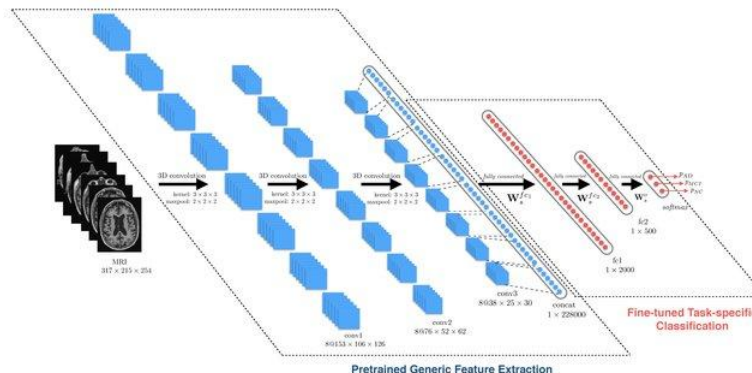 3D convolution
kernel: 3 × 3 × 3
maxpool: 2 × 2 × 2
3D convolution
kernel: 3 × 3 × 3
maxpool: 2 × 2 × 2
3D convolution
kernel: 3 × 3 × 3
maxpool: 2 × 2 × 2
fully connected
fully connected
fully connected
softmax
MRI
317 × 215 × 254
conv1
8@153 × 106 × 126
conv2
8@76 × 52 × 62
conv3
8@38 × 25 × 30
concat
1 × 228000
fc1
1 × 2000
fc2
1 × 500
Fine-tuned Task-specific
Classification
Pretrained Generic Feature Extraction